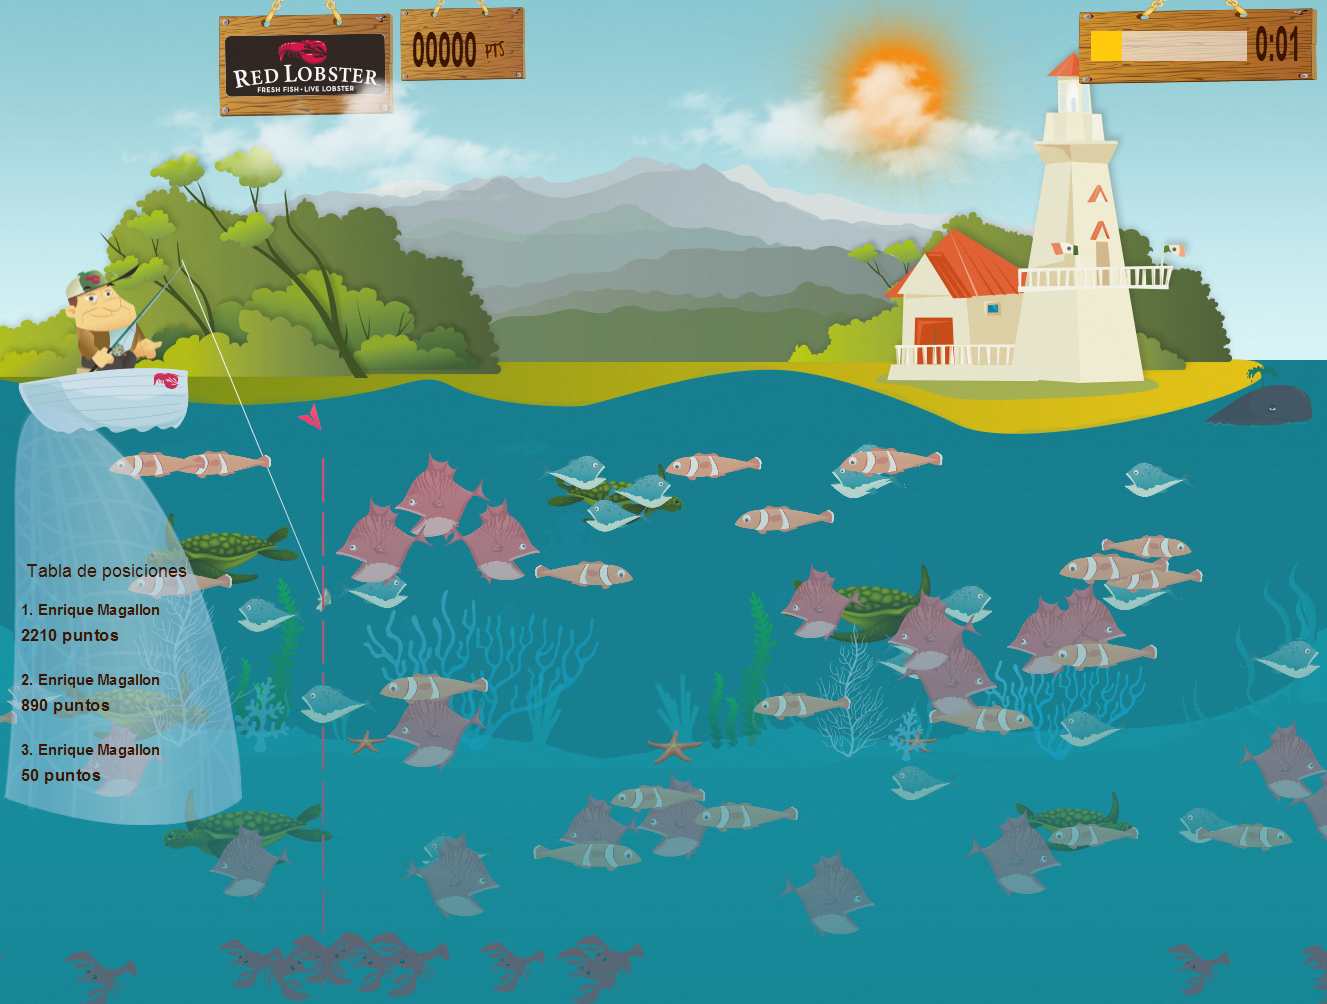 RED LOBSTER
FRESH FISH • LIVE LOBSTER
00000 PTS
0:01
Tabla de posiciones
1. Enrique Magallon
2210 puntos
2. Enrique Magallon
890 puntos
3. Enrique Magallon
50 puntos